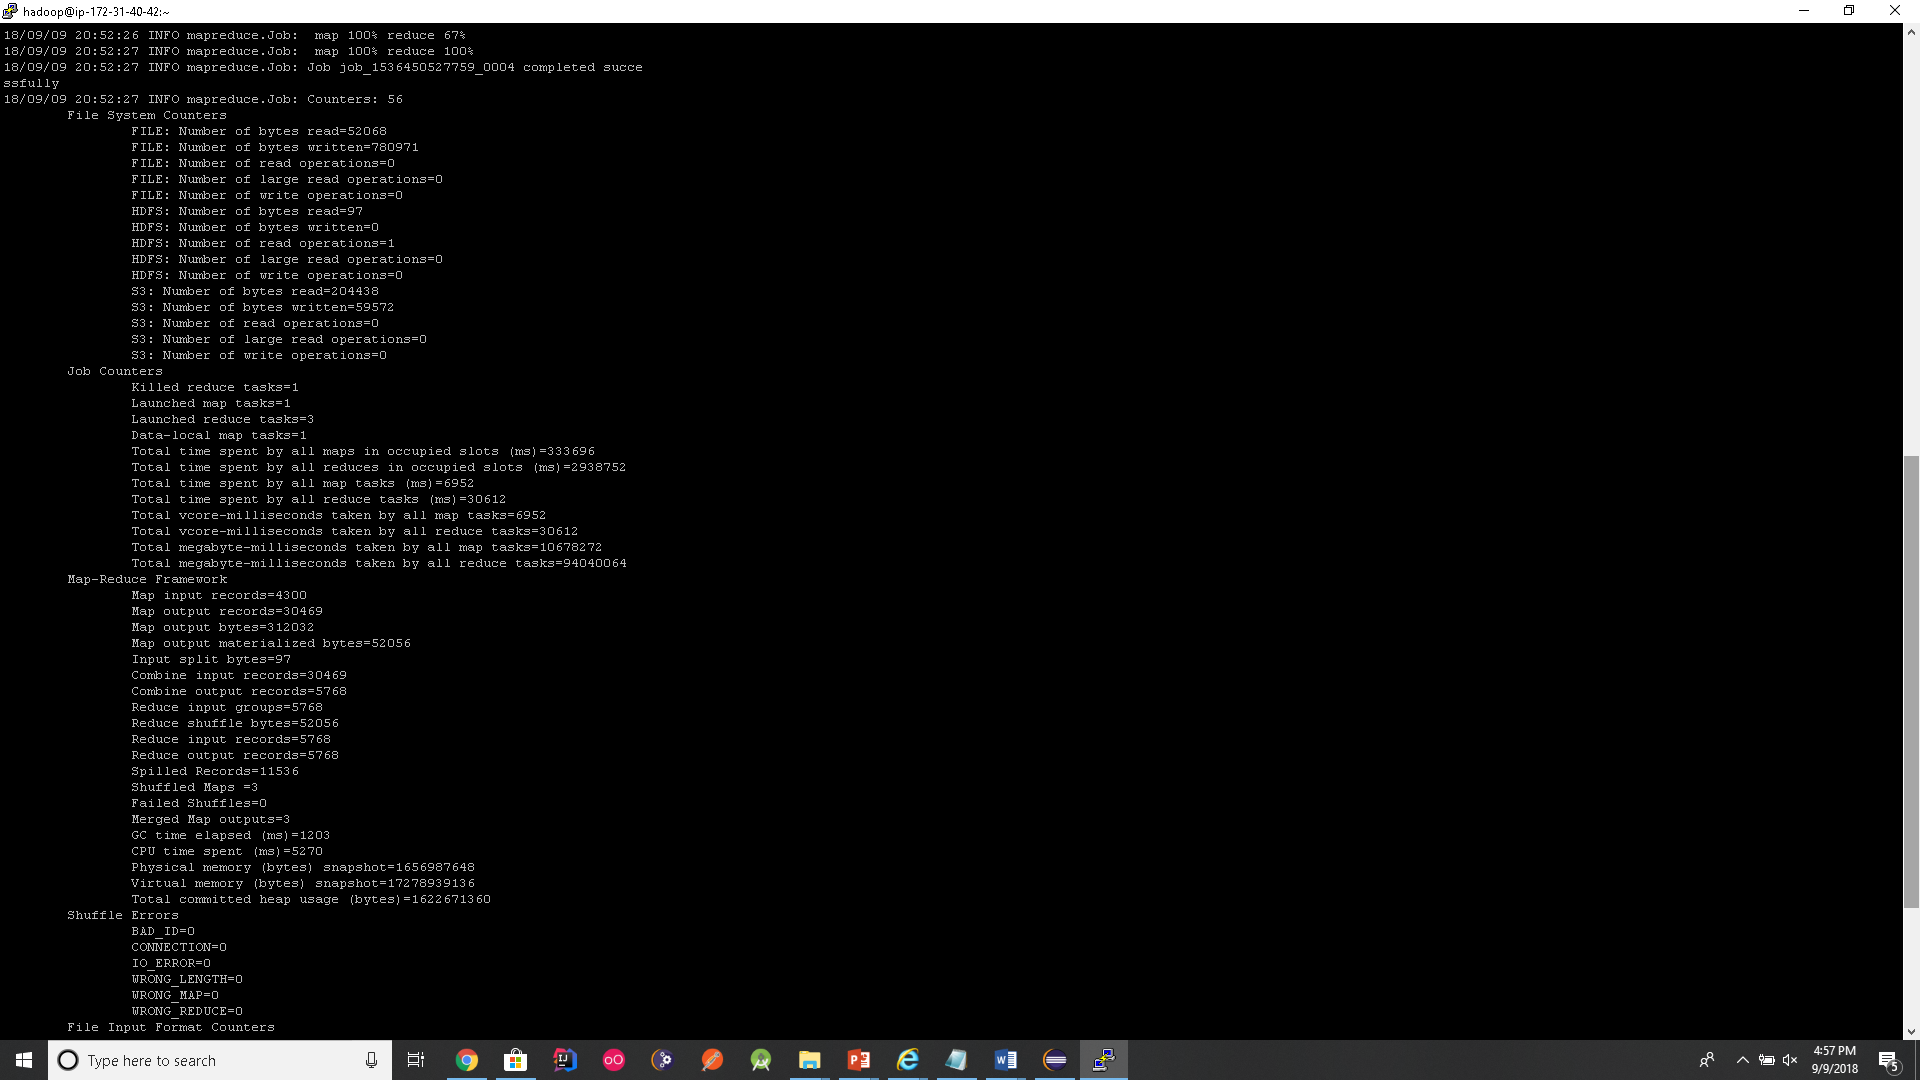 hadoop@ip-172-31-40-42:~
18/09/09 20:52:26 INFO mapreduce.Job:  map 100% reduce 67%
18/09/09 20:52:27 INFO mapreduce.Job:  map 100% reduce 100%
18/09/09 20:52:27 INFO mapreduce.Job: Job job_1536450527759_0004 completed succe
ssfully
18/09/09 20:52:27 INFO mapreduce.Job: Counters: 56
File System Counters
FILE: Number of bytes read=52068
FILE: Number of bytes written=780971
FILE: Number of read operations=0
FILE: Number of large read operations=0
FILE: Number of write operations=0
HDFS: Number of bytes read=97
HDFS: Number of bytes written=0
HDFS: Number of read operations=1
HDFS: Number of large read operations=0
HDFS: Number of write operations=0
S3: Number of bytes read=204438
S3: Number of bytes written=59572
S3: Number of read operations=0
S3: Number of large read operations=0
S3: Number of write operations=0
Job Counters
Killed reduce tasks=1
Launched map tasks=1
Launched reduce tasks=3
Data-local map tasks=1
Total time spent by all maps in occupied slots (ms)=333696
Total time spent by all reduces in occupied slots (ms)=2938752
Total time spent by all map tasks (ms)=6952
Total time spent by all reduce tasks (ms)=30612
Total vcore-milliseconds taken by all map tasks=6952
Total vcore-milliseconds taken by all reduce tasks=30612
Total megabyte-milliseconds taken by all map tasks=10678272
Total megabyte-milliseconds taken by all reduce tasks=94040064
Map-Reduce Framework
Map input records=4300
Map output records=30469
Map output bytes=312032
Map output materialized bytes=52056
Input split bytes=97
Combine input records=30469
Combine output records=5768
Reduce input groups=5768
Reduce shuffle bytes=52056
Reduce input records=5768
Reduce output records=5768
Spilled Records=11536
Shuffled Maps =3
Failed Shuffles=0
Merged Map outputs=3
GC time elapsed (ms)=1203
CPU time spent (ms)=5270
Physical memory (bytes) snapshot=1656987648
Virtual memory (bytes) snapshot=17278939136
Total committed heap usage (bytes)=1622671360
Shuffle Errors
BAD_ID=0
CONNECTION=0
IO_ERROR=0
WRONG_LENGTH=0
WRONG_MAP=0
WRONG_REDUCE=0
File Input Format Counters
Type here to search
4:57 PM
9/9/2018
5